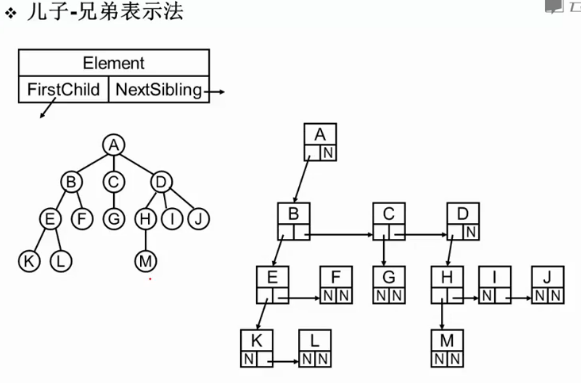 ❖ 儿子-兄弟表示法
Element
FirstChild NextSibling
A
B C D
E F G H I J
K L M
A
N
B C D
N
E F G H I J
N N N N N N N
K L M
N N N N N